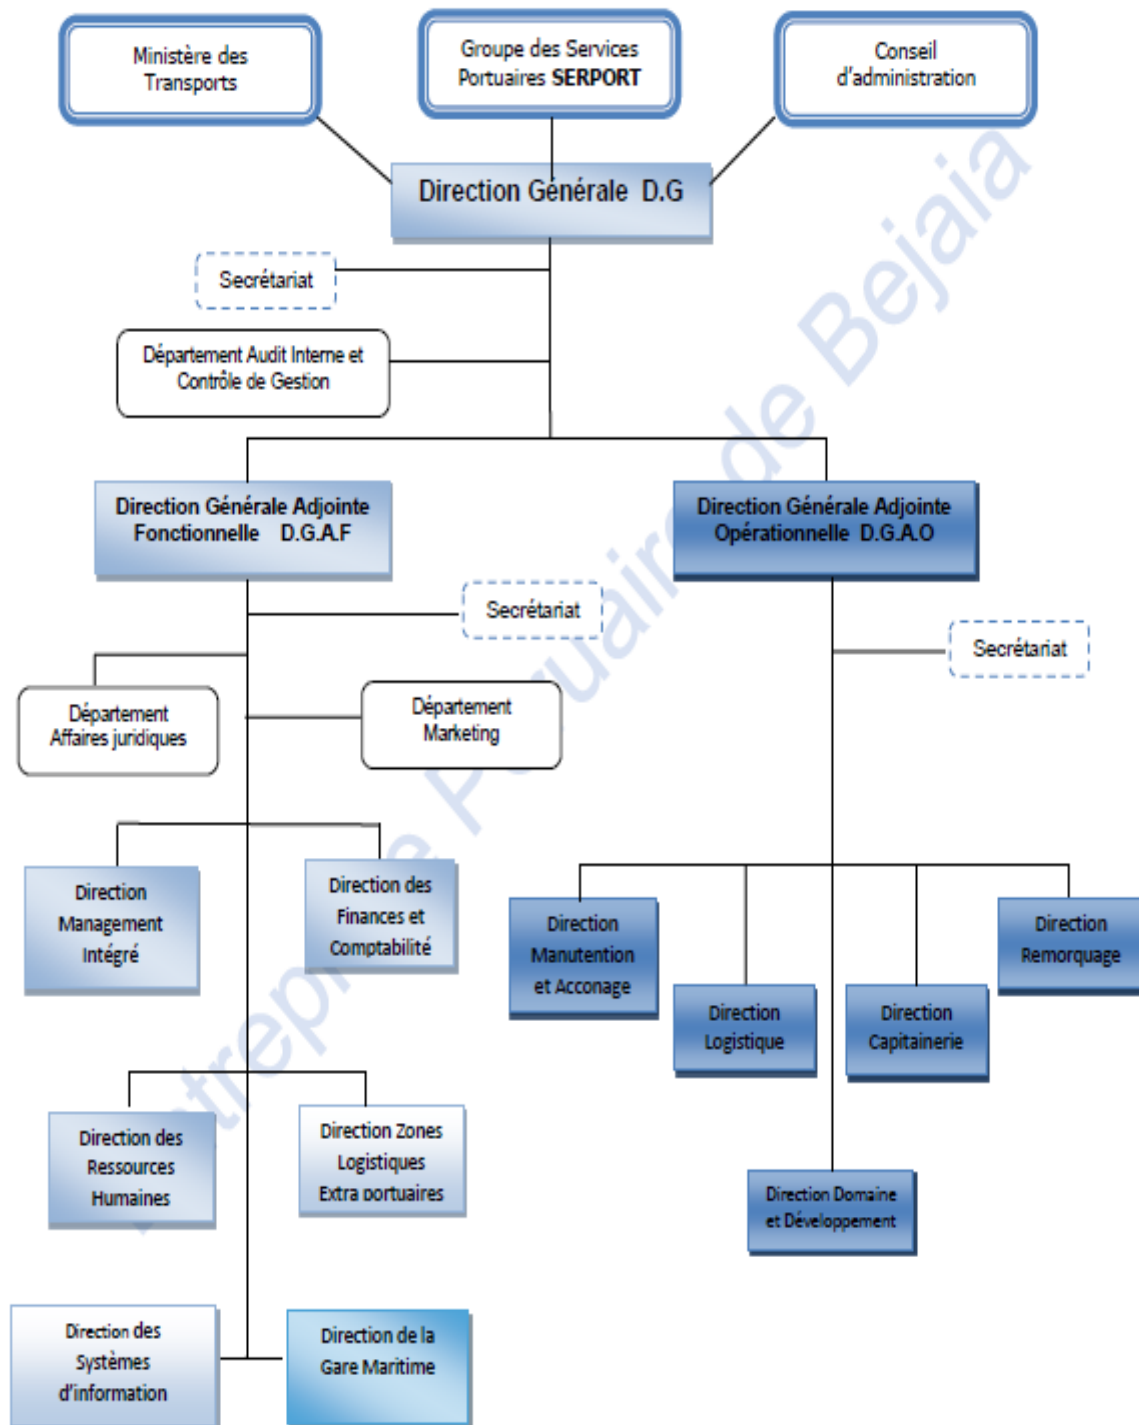 Ministère des
Transports
Groupe des Services
Portuaires SERPORT
Conseil
d'administration
Direction Générale D.G
Secrétariat
Département Audit Interne et
Contrôle de Gestion
Direction Générale Adjointe
Fonctionnelle D.G.A.F
Direction Générale Adjointe
Opérationnelle D.G.A.O
Secrétariat
Secrétariat
Département
Affaires juridiques
Département
Marketing
Direction
Management
Intégré
Direction des
Finances et
Comptabilité
Direction
Manutention
et Acconage
Direction
Logistique
Direction
Capitainerie
Direction
Remorquage
Direction des
Ressources
Humaines
Direction Zones
Logistiques
Extra portuaires
Direction Domaine
et Développement
Direction des
Systèmes
d'information
Direction de la
Gare Maritime
de Bejaia